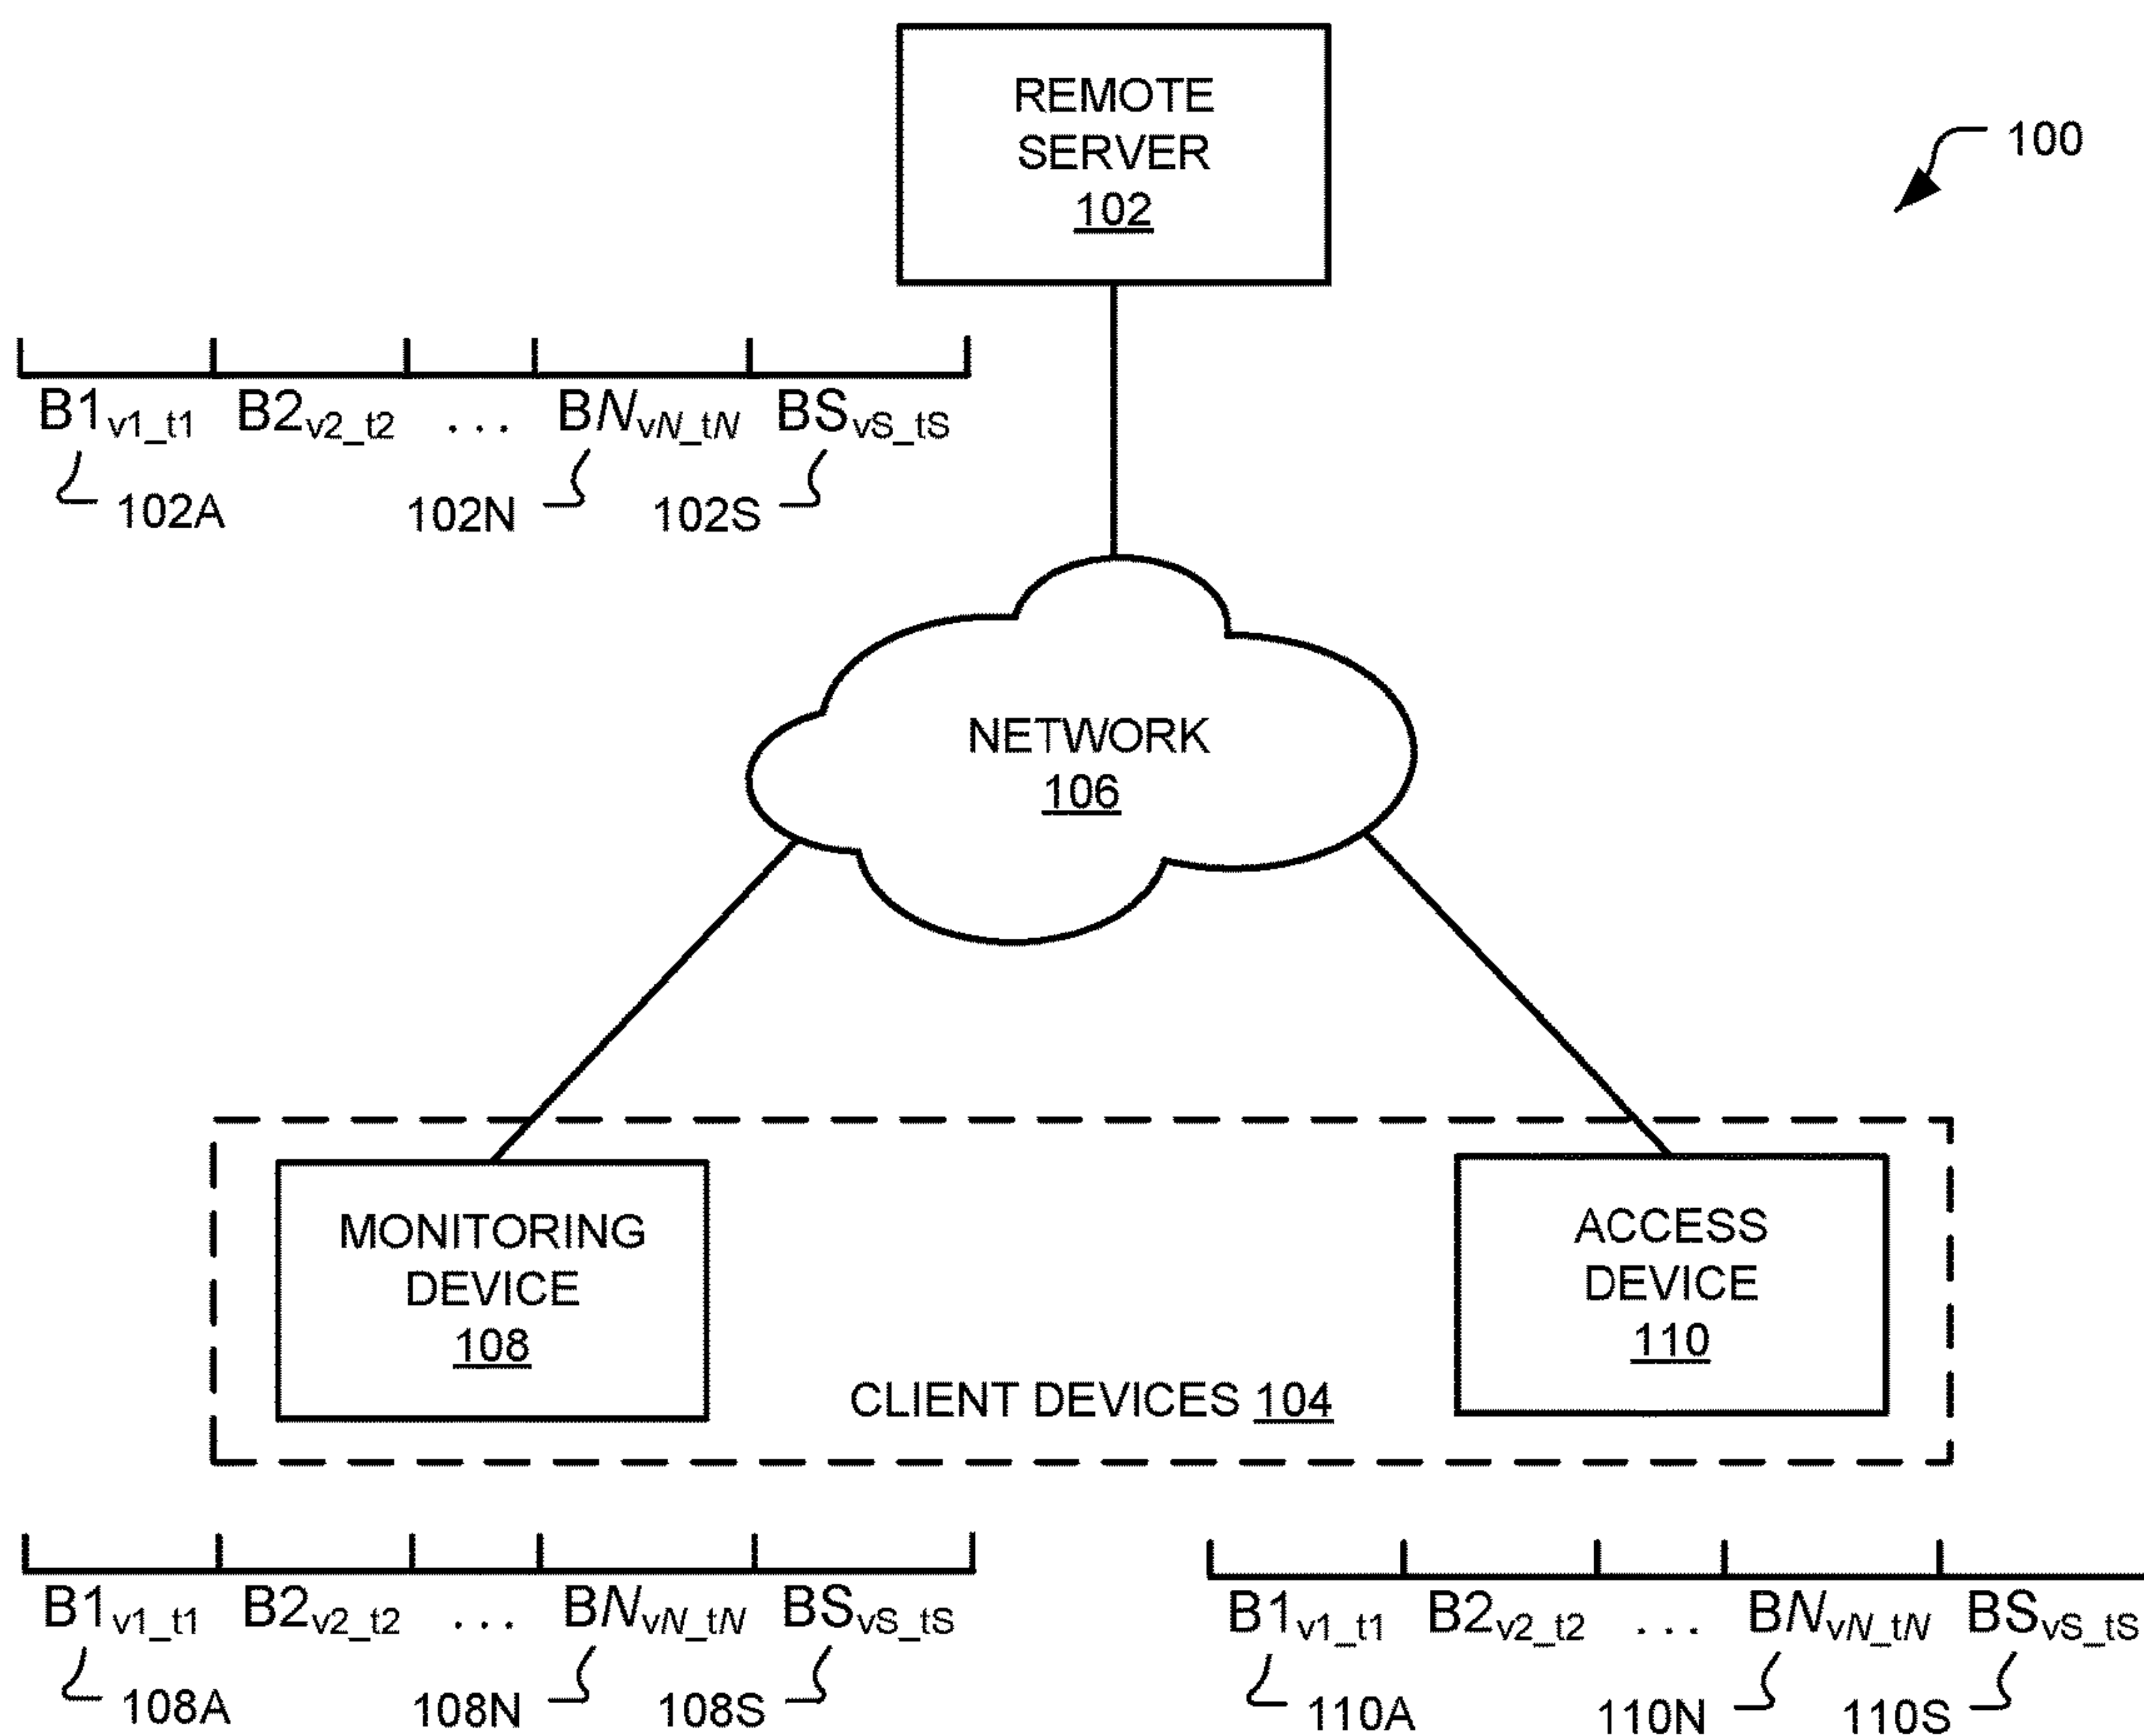 REMOTE
SERVER
102
100
B1v1_t1 B2v2_t2 ... BNvN_tN BSvS_tS
102A 102N 102S
NETWORK
106
MONITORING
DEVICE
108
ACCESS
DEVICE
110
CLIENT DEVICES 104
B1v1_t1 B2v2_t2 ... BNvN_tN BSvS_tS
108A 108N 108S
B1v1_t1 B2v2_t2 ... BNvN_tN BSvS_tS
110A 110N 110S